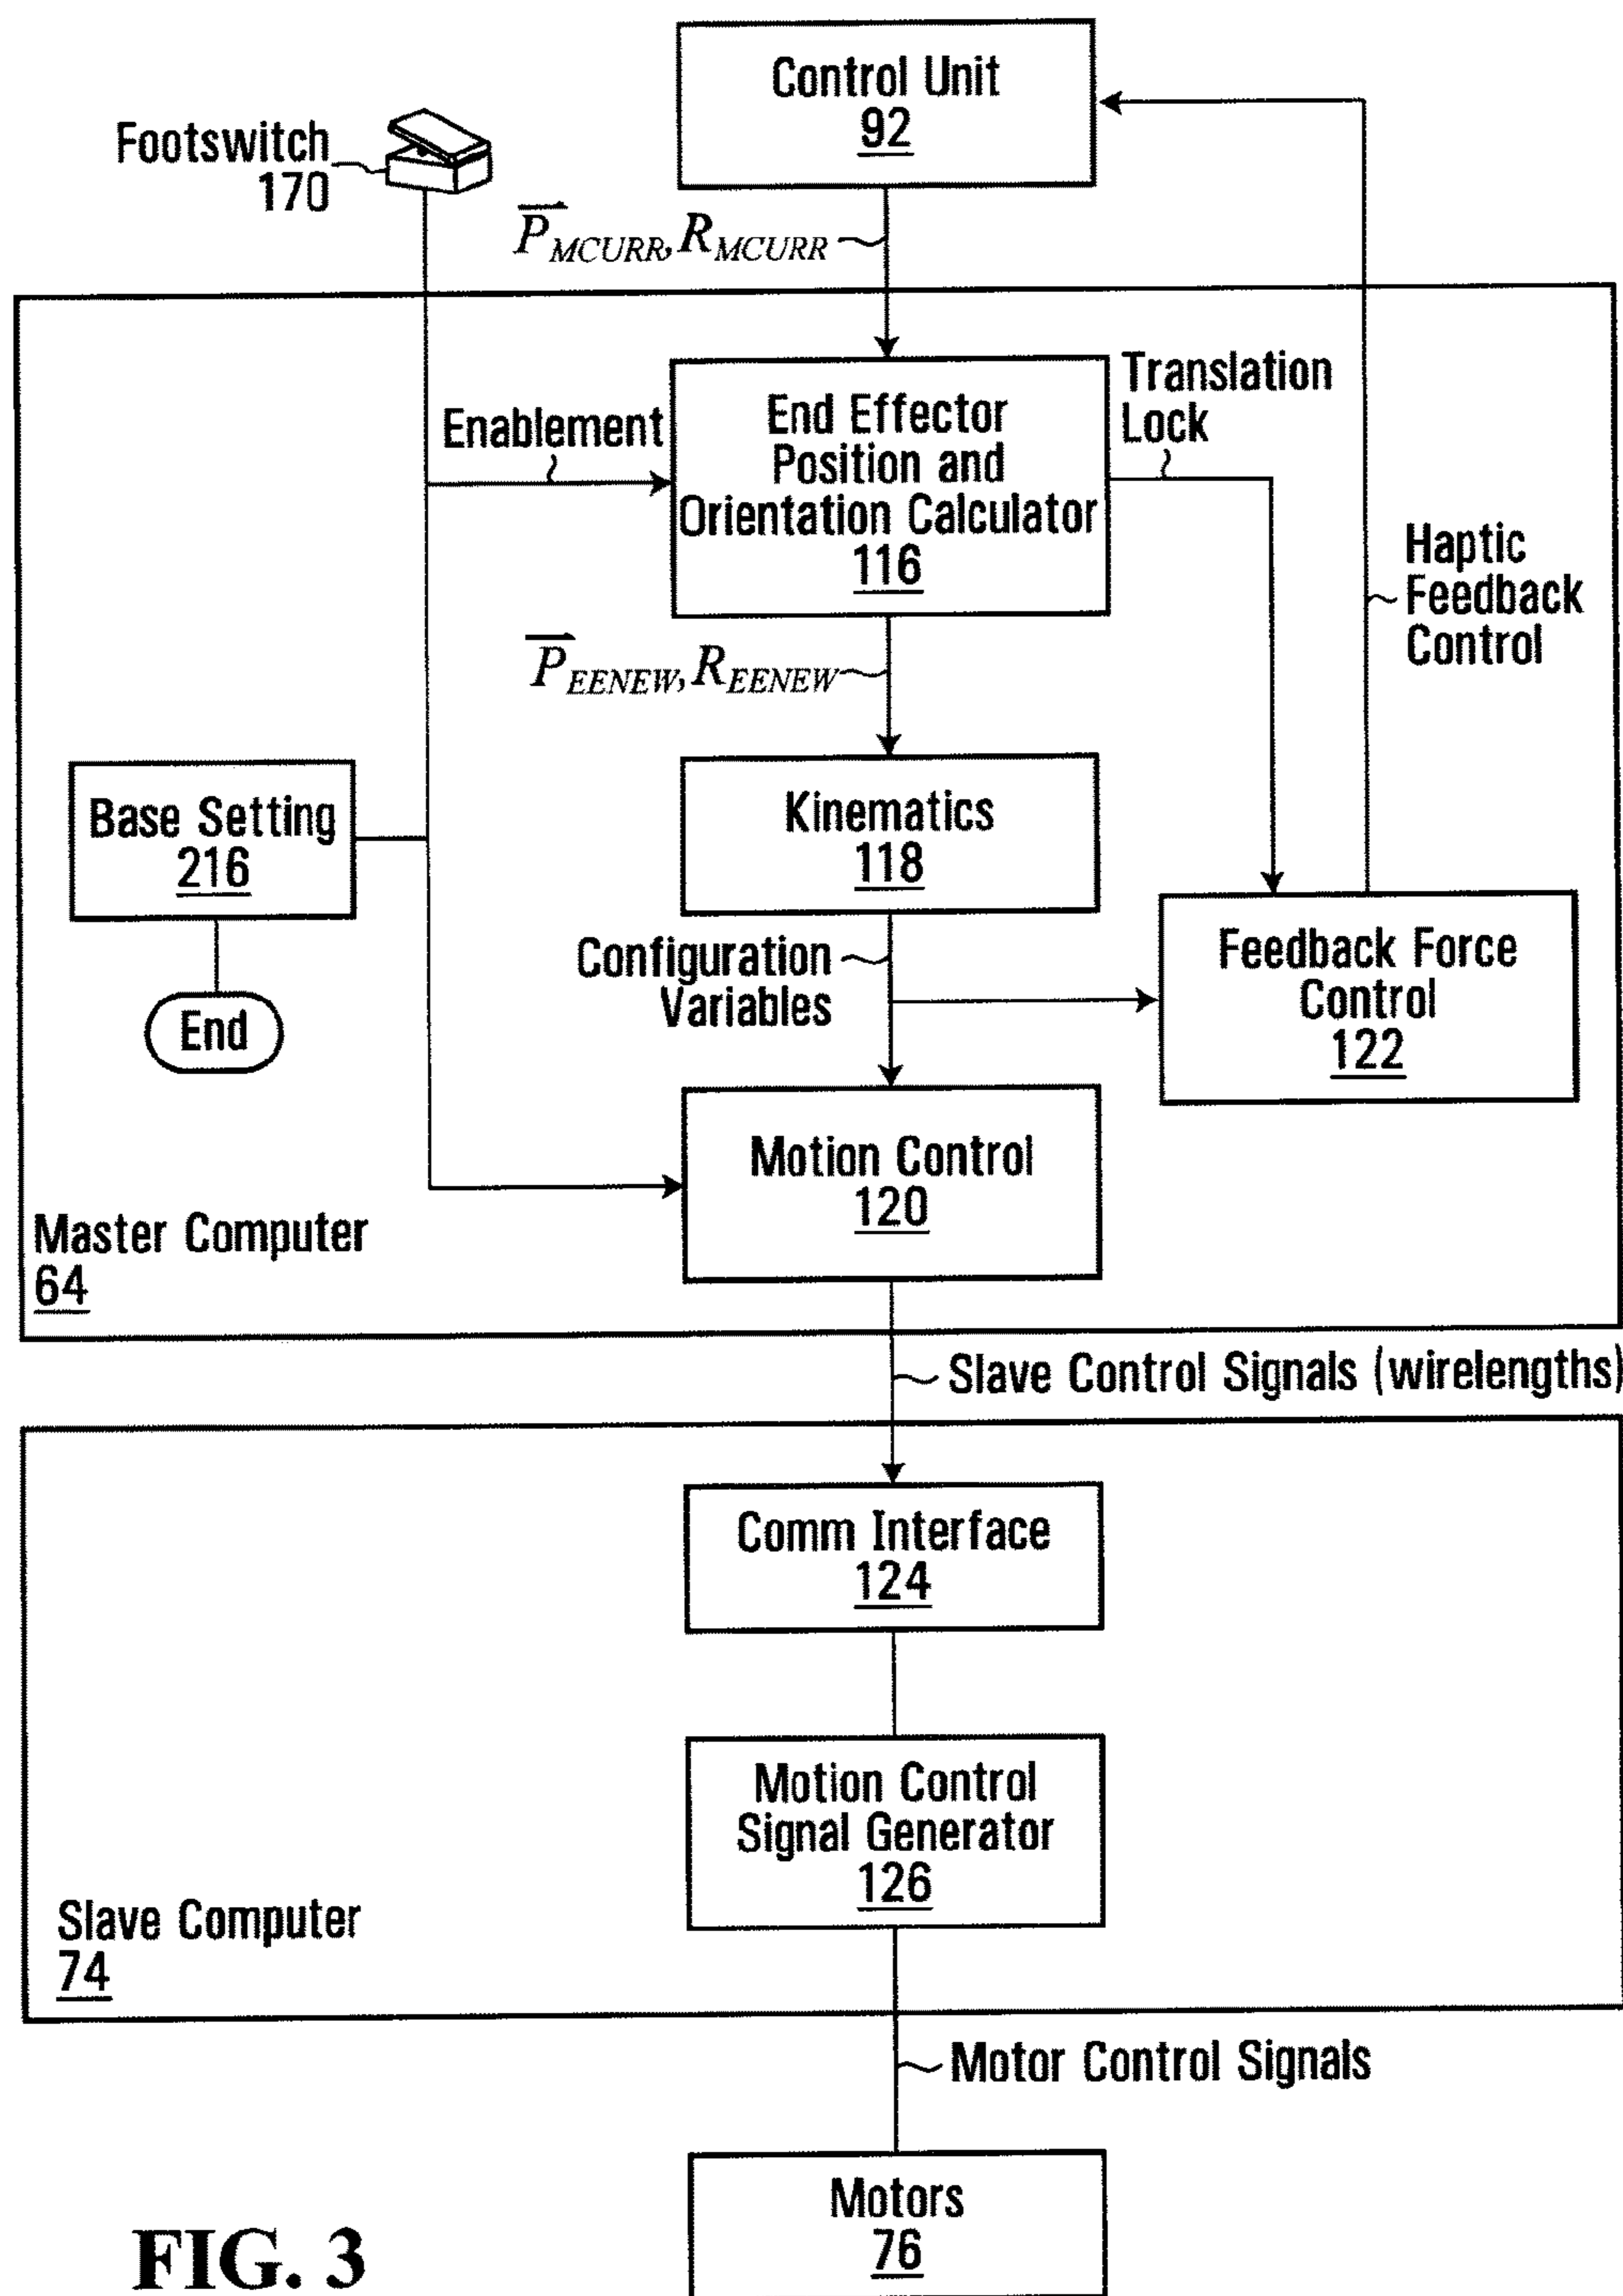 Control Unit
92
Footswitch
170
P_MCURR, R_MCURR
Enablement
End Effector
Position and
Orientation Calculator
116
Translation
Lock
Haptic
Feedback
Control
P_EENEW, R_EENEW
Base Setting
216
End
Kinematics
118
Configuration
Variables
Feedback Force
Control
122
Motion Control
120
Master Computer
64
Slave Control Signals (wirelengths)
Comm Interface
124
Motion Control
Signal Generator
126
Slave Computer
74
Motor Control Signals
Motors
76
FIG. 3